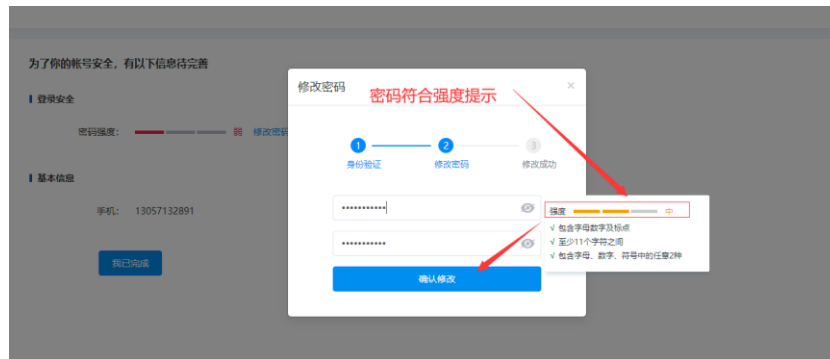 为了你的帐号安全，有以下信息待完善
登录安全
密码强度： 弱 修改密码
基本信息
手机： 13057132891
我已完成
修改密码 ×
密码符合强度提示
1 2 3
身份验证 修改密码 修改成功
•••••••••••
•••••••••••
确认修改
强度 中
√ 包含字母数字及标点
√ 至少11个字符之间
√ 包含字母、数字、符号中的任意2种